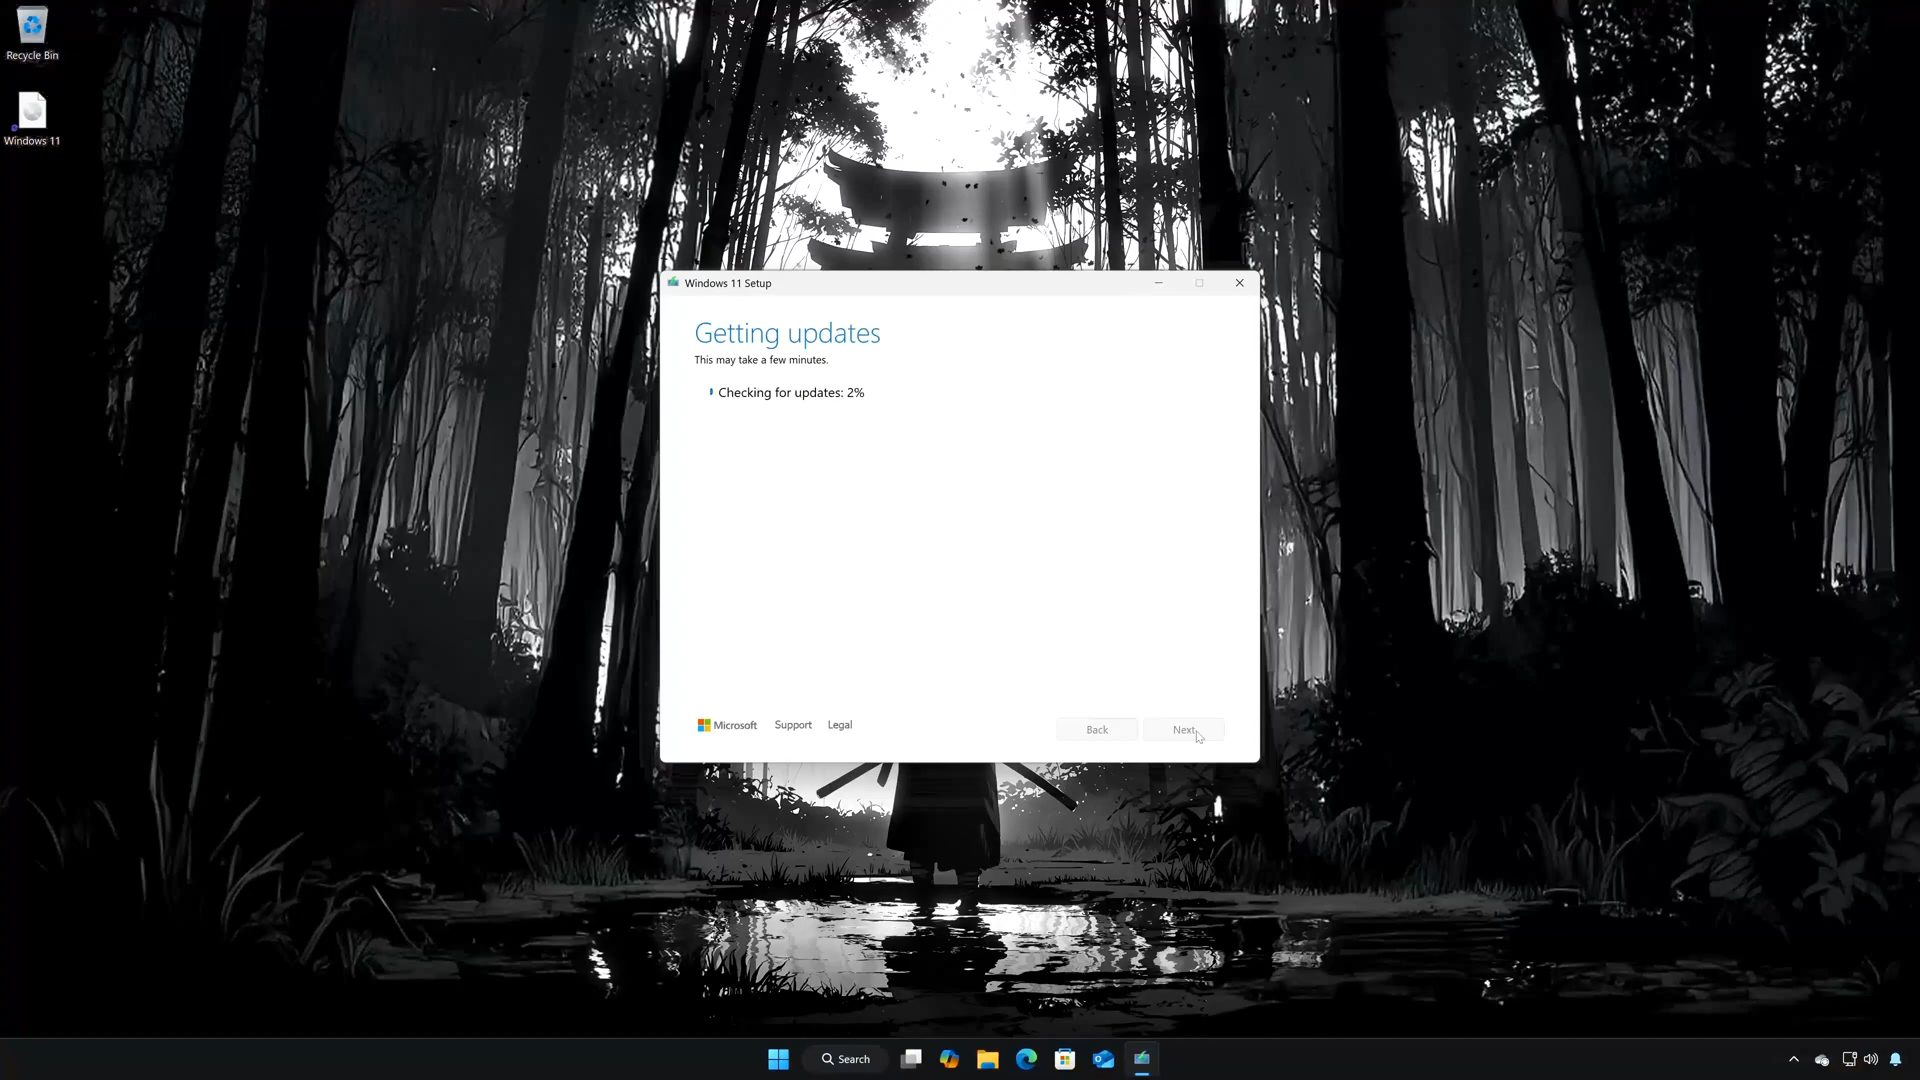 Recycle Bin
Windows 11
Windows 11 Setup
Getting updates
This may take a few minutes.
Checking for updates: 2%
Microsoft
Support
Legal
Back
Next
Search